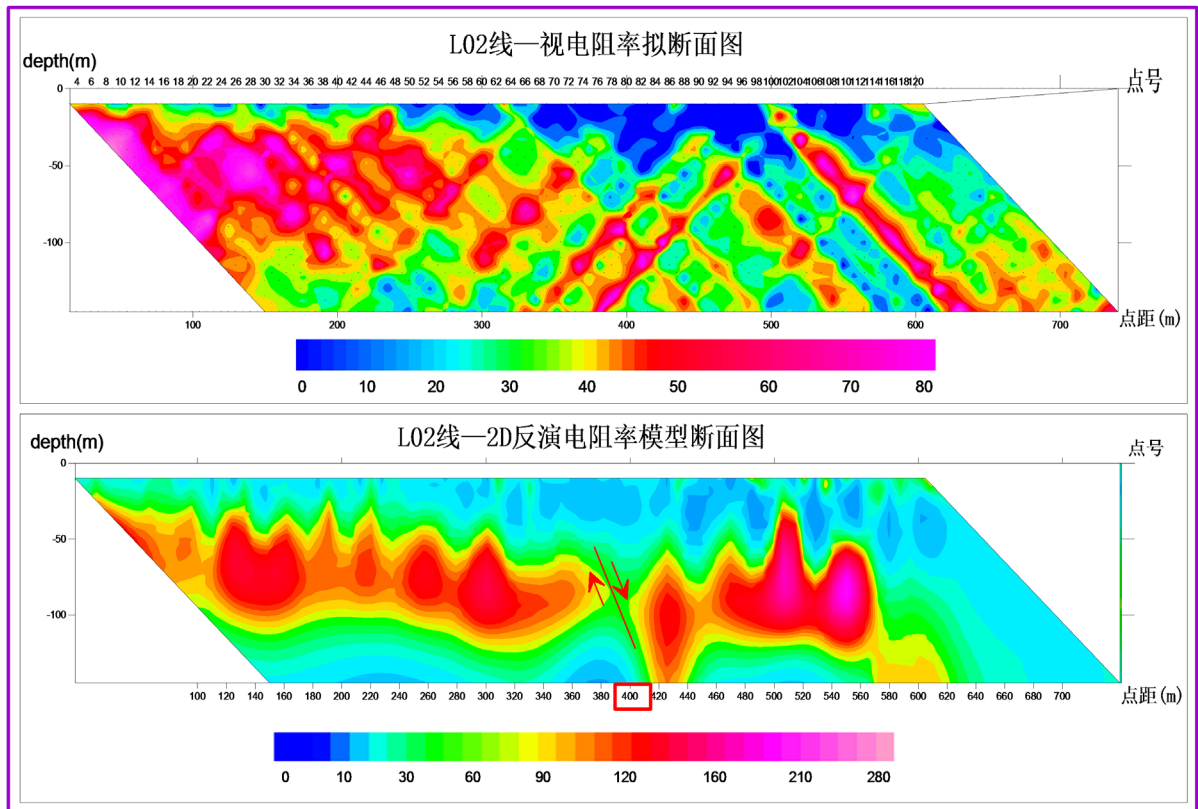 L02线—视电阻率拟断面图
depth(m)
4 6 8 10 12 14 16 18 20 22 24 26 28 30 32 34 36 38 40 42 44 46 48 50 52 54 56 58 60 62 64 66 68 70 72 74 76 78 80 82 84 86 88 90 92 94 96 98 100 102 104 106 108 110 112 114 116 118 120
点号
0
-50
-100
100 200 300 400 500 600 700 点距(m)
0 10 20 30 40 50 60 70 80
L02线—2D反演电阻率模型断面图
depth(m)
点号
0
-50
-100
100 120 140 160 180 200 220 240 260 280 300 320 340 360 380 400 420 440 460 480 500 520 540 560 580 600 620 640 660 680 700 点距(m)
0 10 30 60 90 120 160 210 280